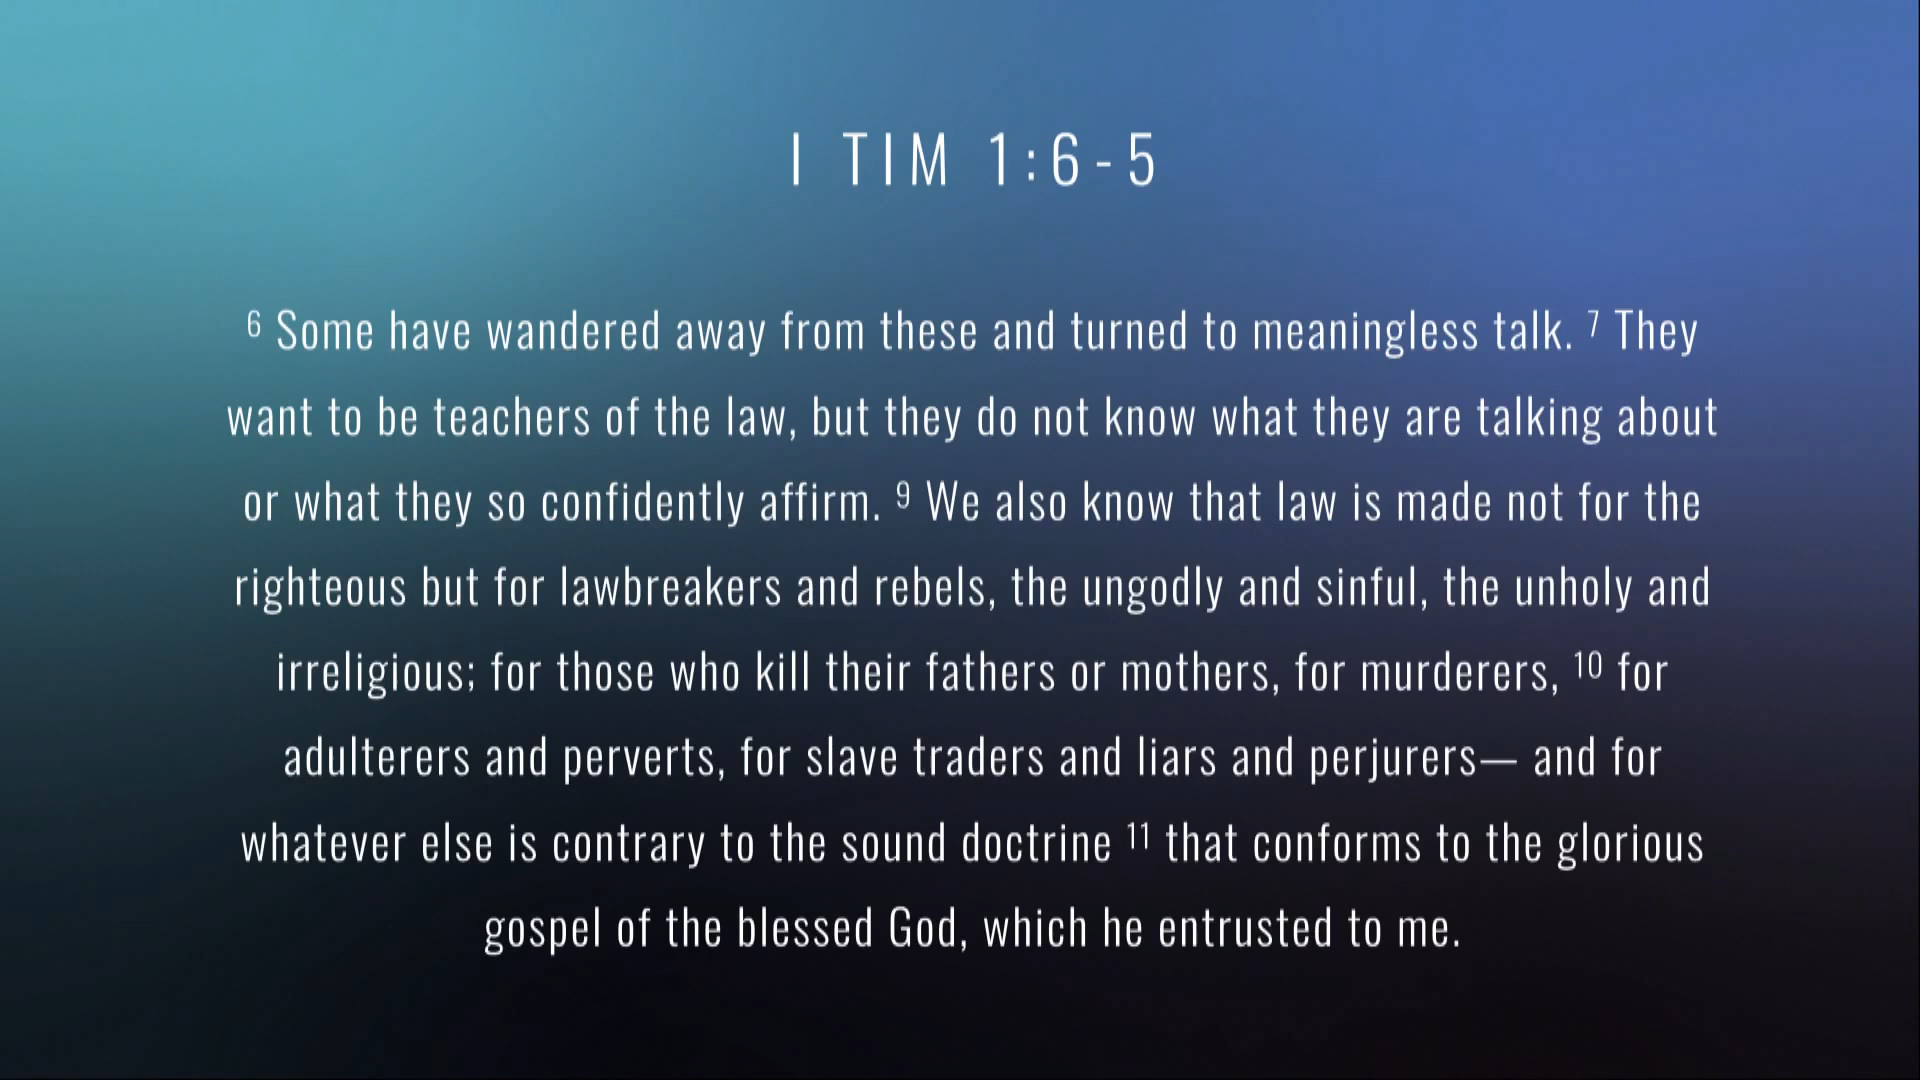 I TIM 1:6-5
6 Some have wandered away from these and turned to meaningless talk. 7 They
want to be teachers of the law, but they do not know what they are talking about
or what they so confidently affirm. 9 We also know that law is made not for the
righteous but for lawbreakers and rebels, the ungodly and sinful, the unholy and
irreligious; for those who kill their fathers or mothers, for murderers, 10 for
adulterers and perverts, for slave traders and liars and perjurers— and for
whatever else is contrary to the sound doctrine 11 that conforms to the glorious
gospel of the blessed God, which he entrusted to me.